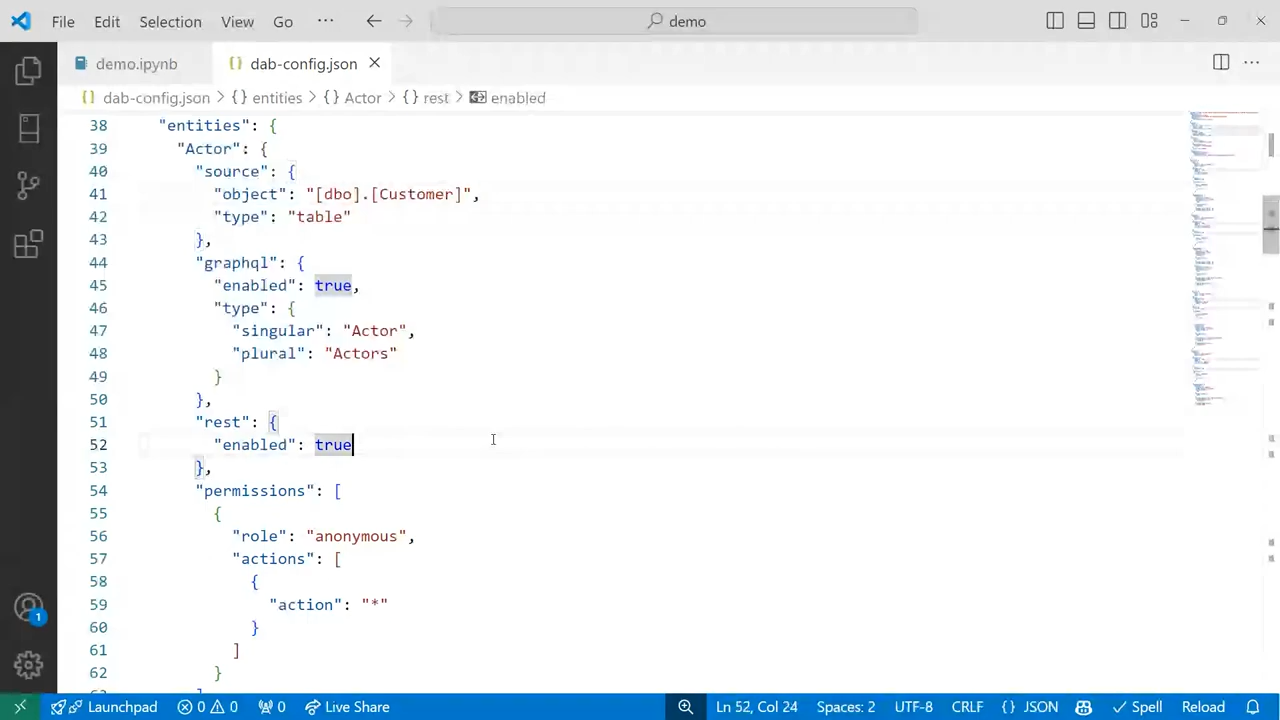 File Edit Selection View Go ··· demo
demo.ipynb dab-config.json
dab-config.json > {} entities > {} Actor > {} rest > enabled
38 "entities": {
39 "Actor": {
40 "source": {
41 "object": "[dbo].[Customer]",
42 "type": "table"
43 },
44 "graphql": {
45 "enabled": true,
46 "type": {
47 "singular": "Actor"
48 "plural": "Actors"
49 }
50 },
51 "rest": {
52 "enabled": true
53 },
54 "permissions": [
55 {
56 "role": "anonymous",
57 "actions": [
58 {
59 "action": "*"
60 }
61 ]
62 }
1
Launchpad 0 0 0 Live Share Ln 52, Col 24 Spaces: 2 UTF-8 CRLF {} JSON Spell Reload